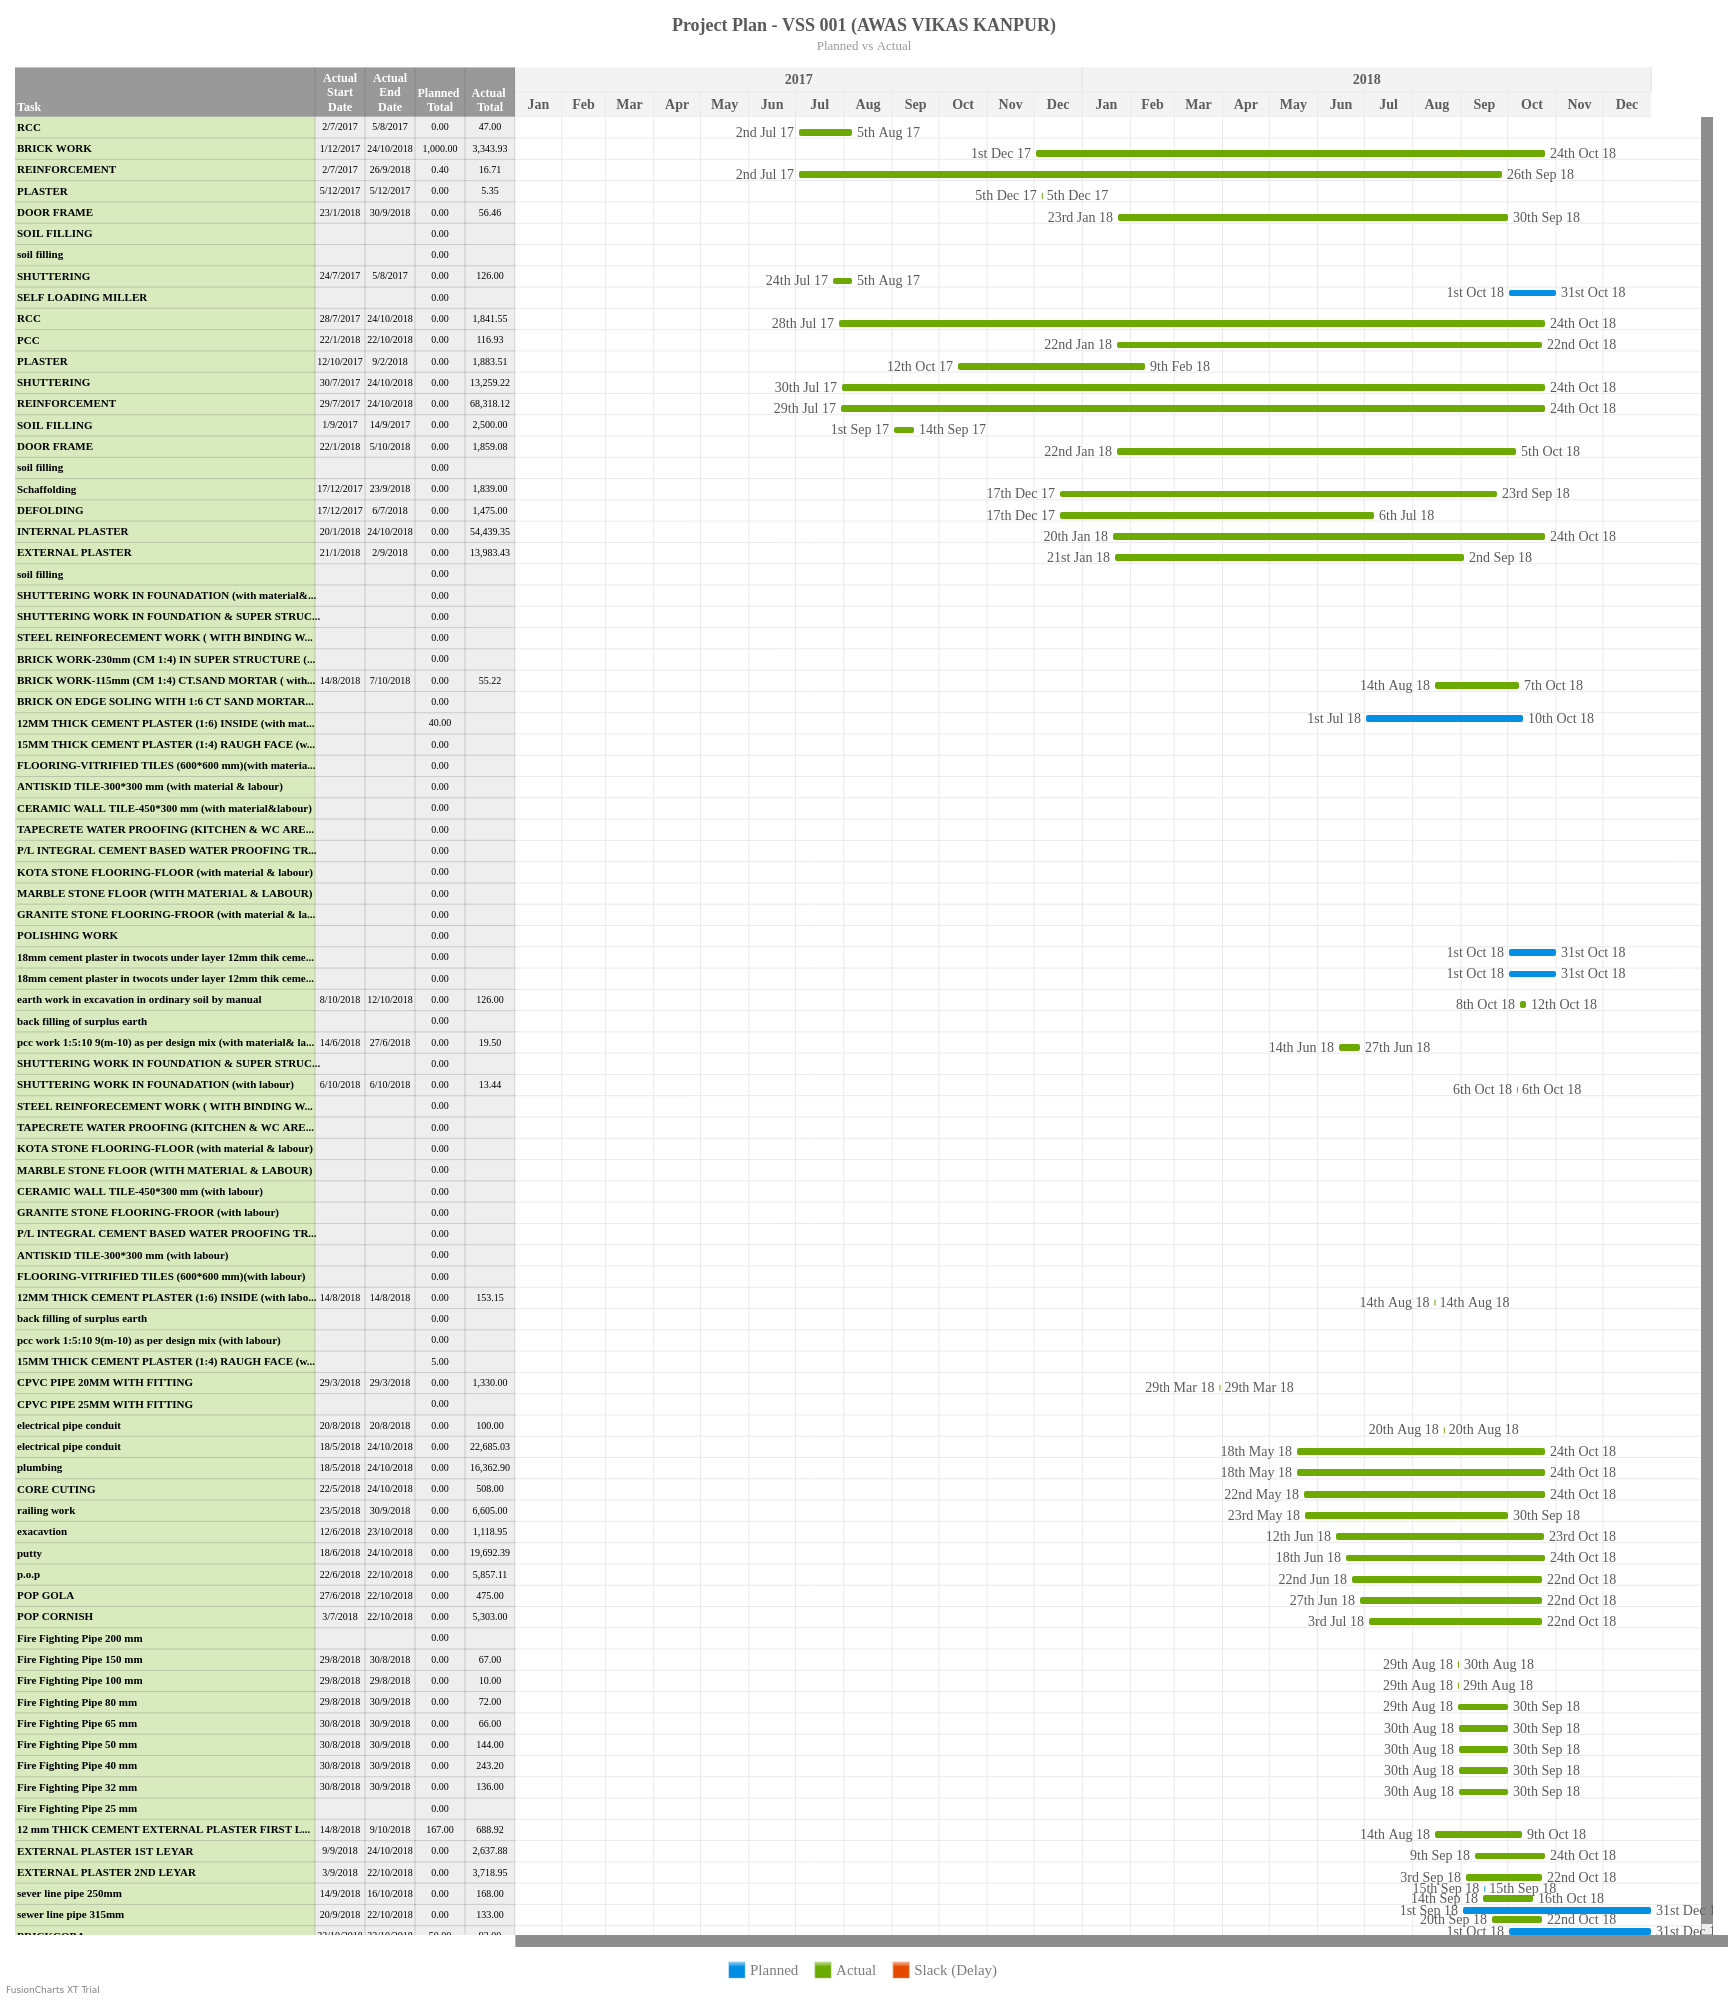 Project Plan - VSS 001 (AWAS VIKAS KANPUR)
Planned vs Actual
Task Actual Start Date Actual End Date Planned Total Actual Total
2017 2018
Jan Feb Mar Apr May Jun Jul Aug Sep Oct Nov Dec Jan Feb Mar Apr May Jun Jul Aug Sep Oct Nov Dec
RCC 2/7/2017 5/8/2017 0.00 47.00 2nd Jul 17 5th Aug 17
BRICK WORK 1/12/2017 24/10/2018 1,000.00 3,343.93 1st Dec 17 24th Oct 18
REINFORCEMENT 2/7/2017 26/9/2018 0.40 16.71 2nd Jul 17 26th Sep 18
PLASTER 5/12/2017 5/12/2017 0.00 5.35 5th Dec 17 5th Dec 17
DOOR FRAME 23/1/2018 30/9/2018 0.00 56.46 23rd Jan 18 30th Sep 18
SOIL FILLING 0.00
soil filling 0.00
SHUTTERING 24/7/2017 5/8/2017 0.00 126.00 24th Jul 17 5th Aug 17
SELF LOADING MILLER 0.00 1st Oct 18 31st Oct 18
RCC 28/7/2017 24/10/2018 0.00 1,841.55 28th Jul 17 24th Oct 18
PCC 22/1/2018 22/10/2018 0.00 116.93 22nd Jan 18 22nd Oct 18
PLASTER 12/10/2017 9/2/2018 0.00 1,883.51 12th Oct 17 9th Feb 18
SHUTTERING 30/7/2017 24/10/2018 0.00 13,259.22 30th Jul 17 24th Oct 18
REINFORCEMENT 29/7/2017 24/10/2018 0.00 68,318.12 29th Jul 17 24th Oct 18
SOIL FILLING 1/9/2017 14/9/2017 0.00 2,500.00 1st Sep 17 14th Sep 17
DOOR FRAME 22/1/2018 5/10/2018 0.00 1,859.08 22nd Jan 18 5th Oct 18
soil filling 0.00
Schaffolding 17/12/2017 23/9/2018 0.00 1,839.00 17th Dec 17 23rd Sep 18
DEFOLDING 17/12/2017 6/7/2018 0.00 1,475.00 17th Dec 17 6th Jul 18
INTERNAL PLASTER 20/1/2018 24/10/2018 0.00 54,439.35 20th Jan 18 24th Oct 18
EXTERNAL PLASTER 21/1/2018 2/9/2018 0.00 13,983.43 21st Jan 18 2nd Sep 18
soil filling 0.00
SHUTTERING WORK IN FOUNADATION (with material&... 0.00
SHUTTERING WORK IN FOUNDATION & SUPER STRUC... 0.00
STEEL REINFORECEMENT WORK ( WITH BINDING W... 0.00
BRICK WORK-230mm (CM 1:4) IN SUPER STRUCTURE (... 0.00
BRICK WORK-115mm (CM 1:4) CT.SAND MORTAR ( with... 14/8/2018 7/10/2018 0.00 55.22 14th Aug 18 7th Oct 18
BRICK ON EDGE SOLING WITH 1:6 CT SAND MORTAR... 0.00
12MM THICK CEMENT PLASTER (1:6) INSIDE (with mat... 40.00 1st Jul 18 10th Oct 18
15MM THICK CEMENT PLASTER (1:4) RAUGH FACE (w... 0.00
FLOORING-VITRIFIED TILES (600*600 mm)(with materia... 0.00
ANTISKID TILE-300*300 mm (with material & labour) 0.00
CERAMIC WALL TILE-450*300 mm (with material&labour) 0.00
TAPECRETE WATER PROOFING (KITCHEN & WC ARE... 0.00
P/L INTEGRAL CEMENT BASED WATER PROOFING TR... 0.00
KOTA STONE FLOORING-FLOOR (with material & labour) 0.00
MARBLE STONE FLOOR (WITH MATERIAL & LABOUR) 0.00
GRANITE STONE FLOORING-FROOR (with material & la... 0.00
POLISHING WORK 0.00
18mm cement plaster in twocots under layer 12mm thik ceme... 0.00 1st Oct 18 31st Oct 18
18mm cement plaster in twocots under layer 12mm thik ceme... 0.00 1st Oct 18 31st Oct 18
earth work in excavation in ordinary soil by manual 8/10/2018 12/10/2018 0.00 126.00 8th Oct 18 12th Oct 18
back filling of surplus earth 0.00
pcc work 1:5:10 9(m-10) as per design mix (with material& la... 14/6/2018 27/6/2018 0.00 19.50 14th Jun 18 27th Jun 18
SHUTTERING WORK IN FOUNDATION & SUPER STRUC... 0.00
SHUTTERING WORK IN FOUNADATION (with labour) 6/10/2018 6/10/2018 0.00 13.44 6th Oct 18 6th Oct 18
STEEL REINFORECEMENT WORK ( WITH BINDING W... 0.00
TAPECRETE WATER PROOFING (KITCHEN & WC ARE... 0.00
KOTA STONE FLOORING-FLOOR (with material & labour) 0.00
MARBLE STONE FLOOR (WITH MATERIAL & LABOUR) 0.00
CERAMIC WALL TILE-450*300 mm (with labour) 0.00
GRANITE STONE FLOORING-FROOR (with labour) 0.00
P/L INTEGRAL CEMENT BASED WATER PROOFING TR... 0.00
ANTISKID TILE-300*300 mm (with labour) 0.00
FLOORING-VITRIFIED TILES (600*600 mm)(with labour) 0.00
12MM THICK CEMENT PLASTER (1:6) INSIDE (with labo... 14/8/2018 14/8/2018 0.00 153.15 14th Aug 18 14th Aug 18
back filling of surplus earth 0.00
pcc work 1:5:10 9(m-10) as per design mix (with labour) 0.00
15MM THICK CEMENT PLASTER (1:4) RAUGH FACE (w... 5.00
CPVC PIPE 20MM WITH FITTING 29/3/2018 29/3/2018 0.00 1,330.00 29th Mar 18 29th Mar 18
CPVC PIPE 25MM WITH FITTING 0.00
electrical pipe conduit 20/8/2018 20/8/2018 0.00 100.00 20th Aug 18 20th Aug 18
electrical pipe conduit 18/5/2018 24/10/2018 0.00 22,685.03 18th May 18 24th Oct 18
plumbing 18/5/2018 24/10/2018 0.00 16,362.90 18th May 18 24th Oct 18
CORE CUTING 22/5/2018 24/10/2018 0.00 508.00 22nd May 18 24th Oct 18
railing work 23/5/2018 30/9/2018 0.00 6,605.00 23rd May 18 30th Sep 18
exacavtion 12/6/2018 23/10/2018 0.00 1,118.95 12th Jun 18 23rd Oct 18
putty 18/6/2018 24/10/2018 0.00 19,692.39 18th Jun 18 24th Oct 18
p.o.p 22/6/2018 22/10/2018 0.00 5,857.11 22nd Jun 18 22nd Oct 18
POP GOLA 27/6/2018 22/10/2018 0.00 475.00 27th Jun 18 22nd Oct 18
POP CORNISH 3/7/2018 22/10/2018 0.00 5,303.00 3rd Jul 18 22nd Oct 18
Fire Fighting Pipe 200 mm 0.00
Fire Fighting Pipe 150 mm 29/8/2018 30/8/2018 0.00 67.00 29th Aug 18 30th Aug 18
Fire Fighting Pipe 100 mm 29/8/2018 29/8/2018 0.00 10.00 29th Aug 18 29th Aug 18
Fire Fighting Pipe 80 mm 29/8/2018 30/9/2018 0.00 72.00 29th Aug 18 30th Sep 18
Fire Fighting Pipe 65 mm 30/8/2018 30/9/2018 0.00 66.00 30th Aug 18 30th Sep 18
Fire Fighting Pipe 50 mm 30/8/2018 30/9/2018 0.00 144.00 30th Aug 18 30th Sep 18
Fire Fighting Pipe 40 mm 30/8/2018 30/9/2018 0.00 243.20 30th Aug 18 30th Sep 18
Fire Fighting Pipe 32 mm 30/8/2018 30/9/2018 0.00 136.00 30th Aug 18 30th Sep 18
Fire Fighting Pipe 25 mm 0.00
12 mm THICK CEMENT EXTERNAL PLASTER FIRST L... 14/8/2018 9/10/2018 167.00 688.92 14th Aug 18 9th Oct 18
EXTERNAL PLASTER 1ST LEYAR 9/9/2018 24/10/2018 0.00 2,637.88 9th Sep 18 24th Oct 18
EXTERNAL PLASTER 2ND LEYAR 3/9/2018 22/10/2018 0.00 3,718.95 3rd Sep 18 22nd Oct 18
15th Sep 18 15th Sep 18
sever line pipe 250mm 14/9/2018 16/10/2018 0.00 168.00 14th Sep 18 16th Oct 18
1st Sep 18 31st Dec
sewer line pipe 315mm 20/9/2018 22/10/2018 0.00 133.00 20th Sep 18 22nd Oct 18
1st Oct 18 31st Dec
Planned Actual Slack (Delay)
FusionCharts XT Trial